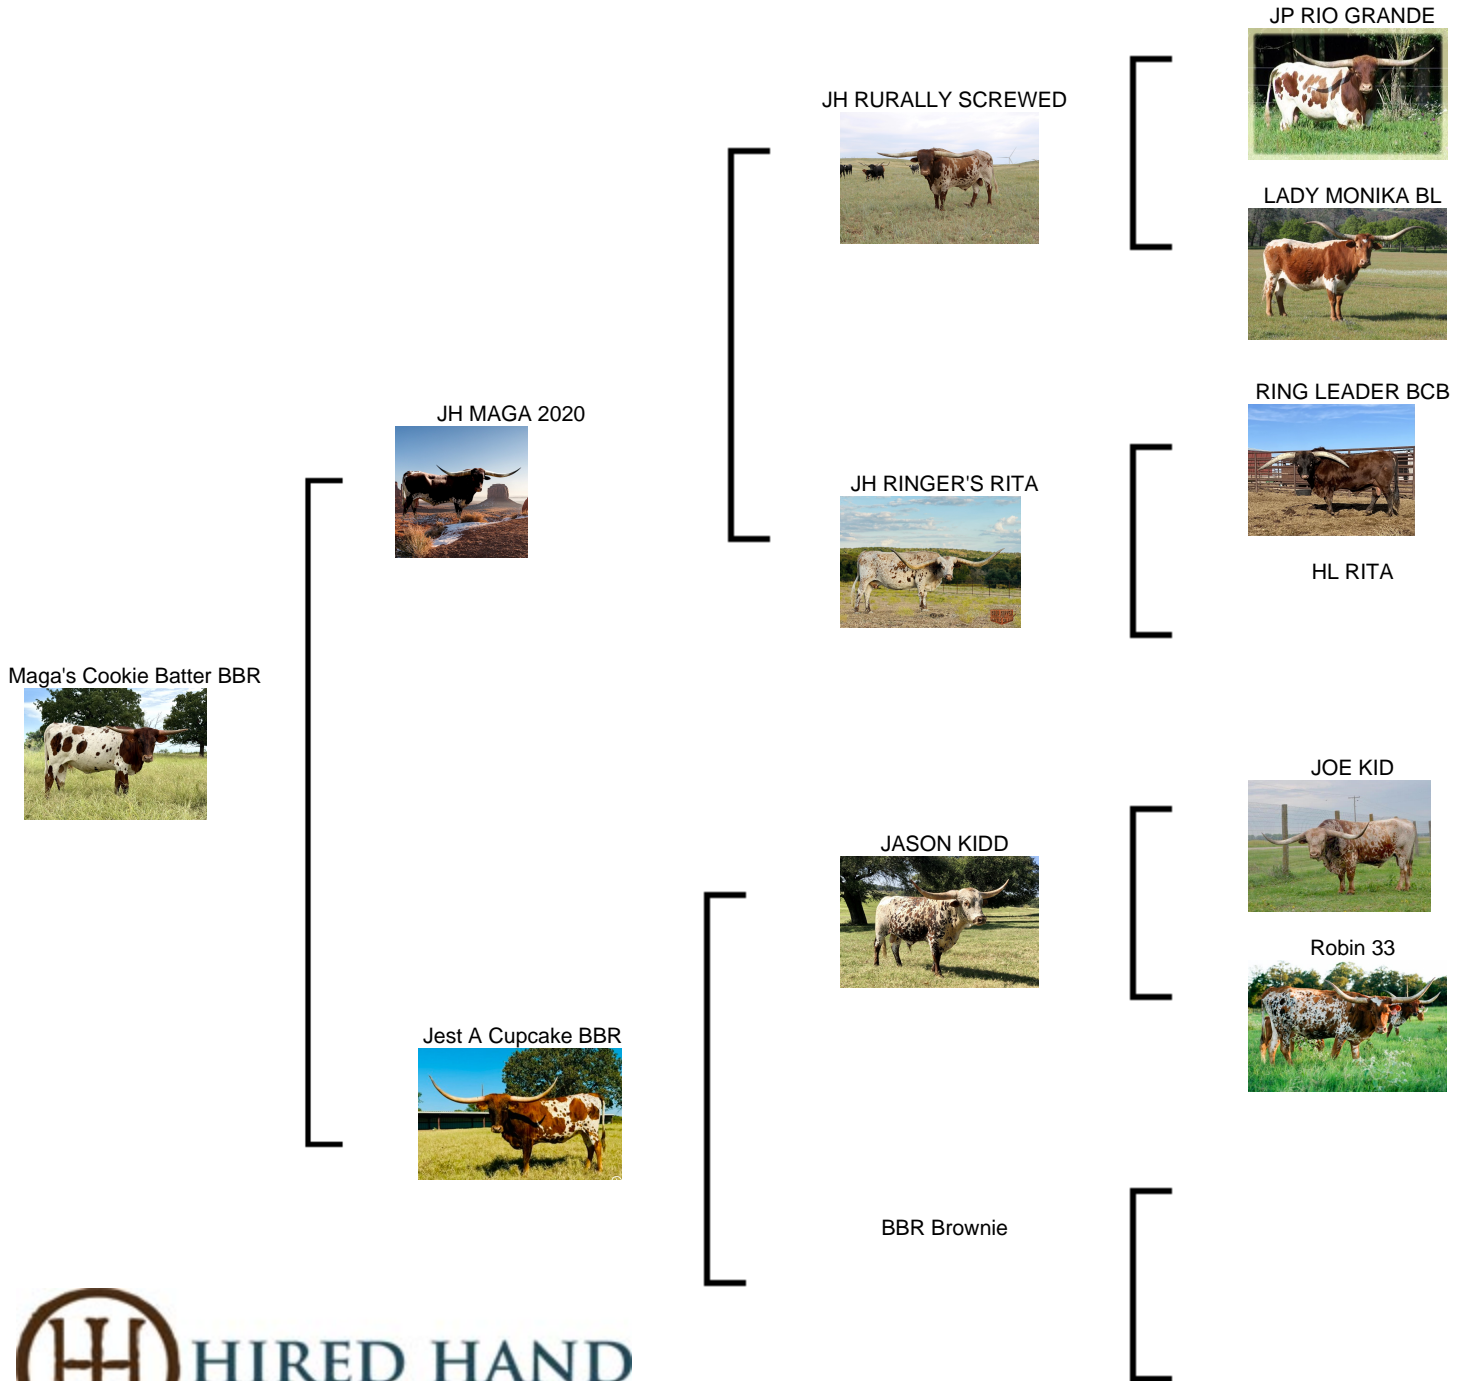 JP RIO GRANDE
JH RURALLY SCREWED
LADY MONIKA BL
RING LEADER BCB
JH MAGA 2020
JH RINGER'S RITA
HL RITA
Maga's Cookie Batter BBR
JOE KID
JASON KIDD
Robin 33
Jest A Cupcake BBR
BBR Brownie
HIRED HAND